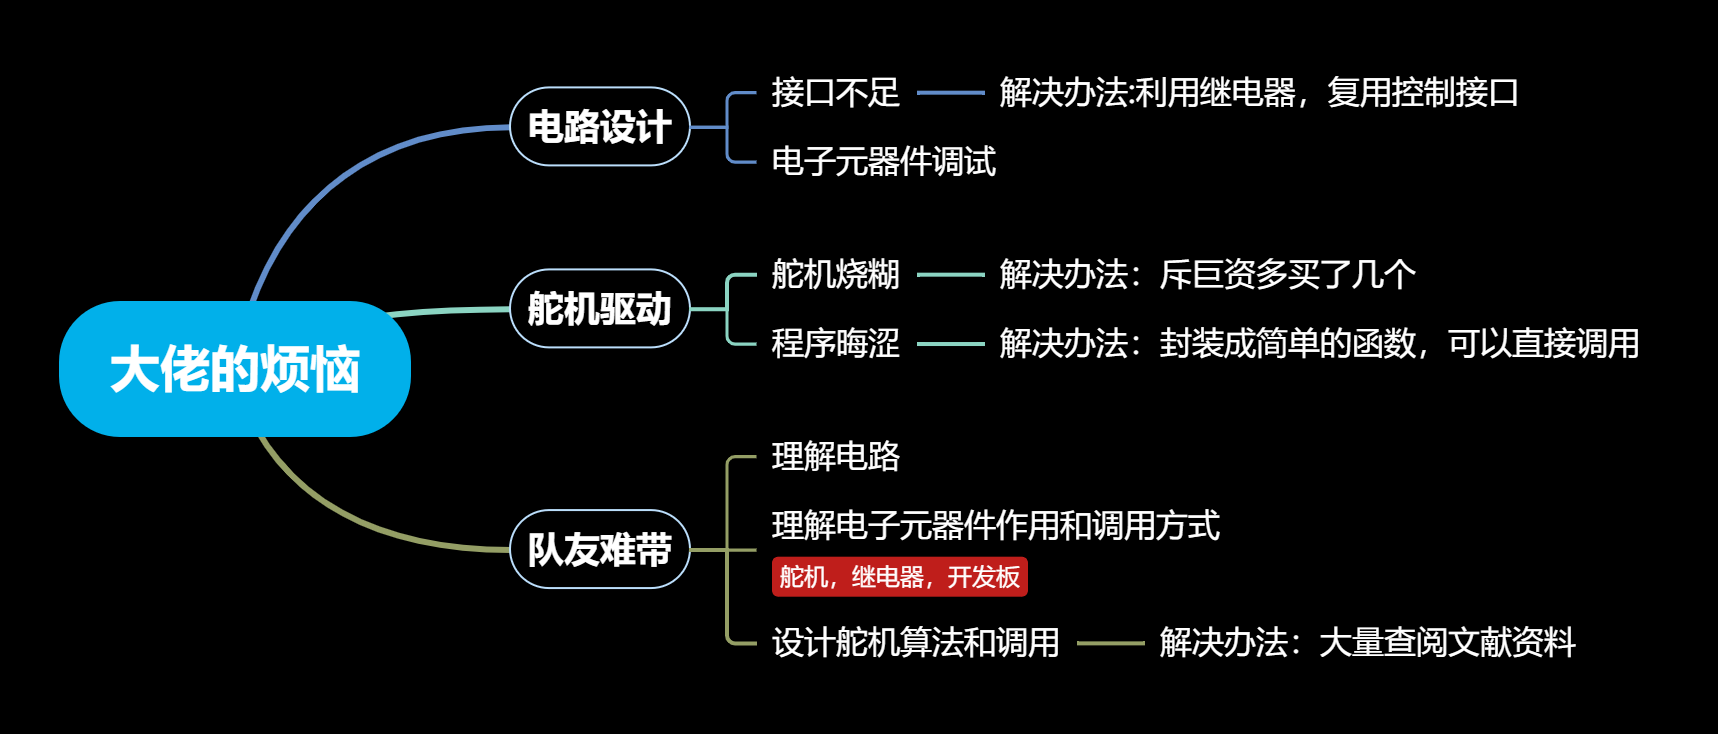 大佬的烦恼
电路设计
接口不足
解决办法:利用继电器，复用控制接口
电子元器件调试
舵机驱动
舵机烧糊
解决办法：斥巨资多买了几个
程序晦涩
解决办法：封装成简单的函数，可以直接调用
队友难带
理解电路
理解电子元器件作用和调用方式
舵机，继电器，开发板
设计舵机算法和调用
解决办法：大量查阅文献资料